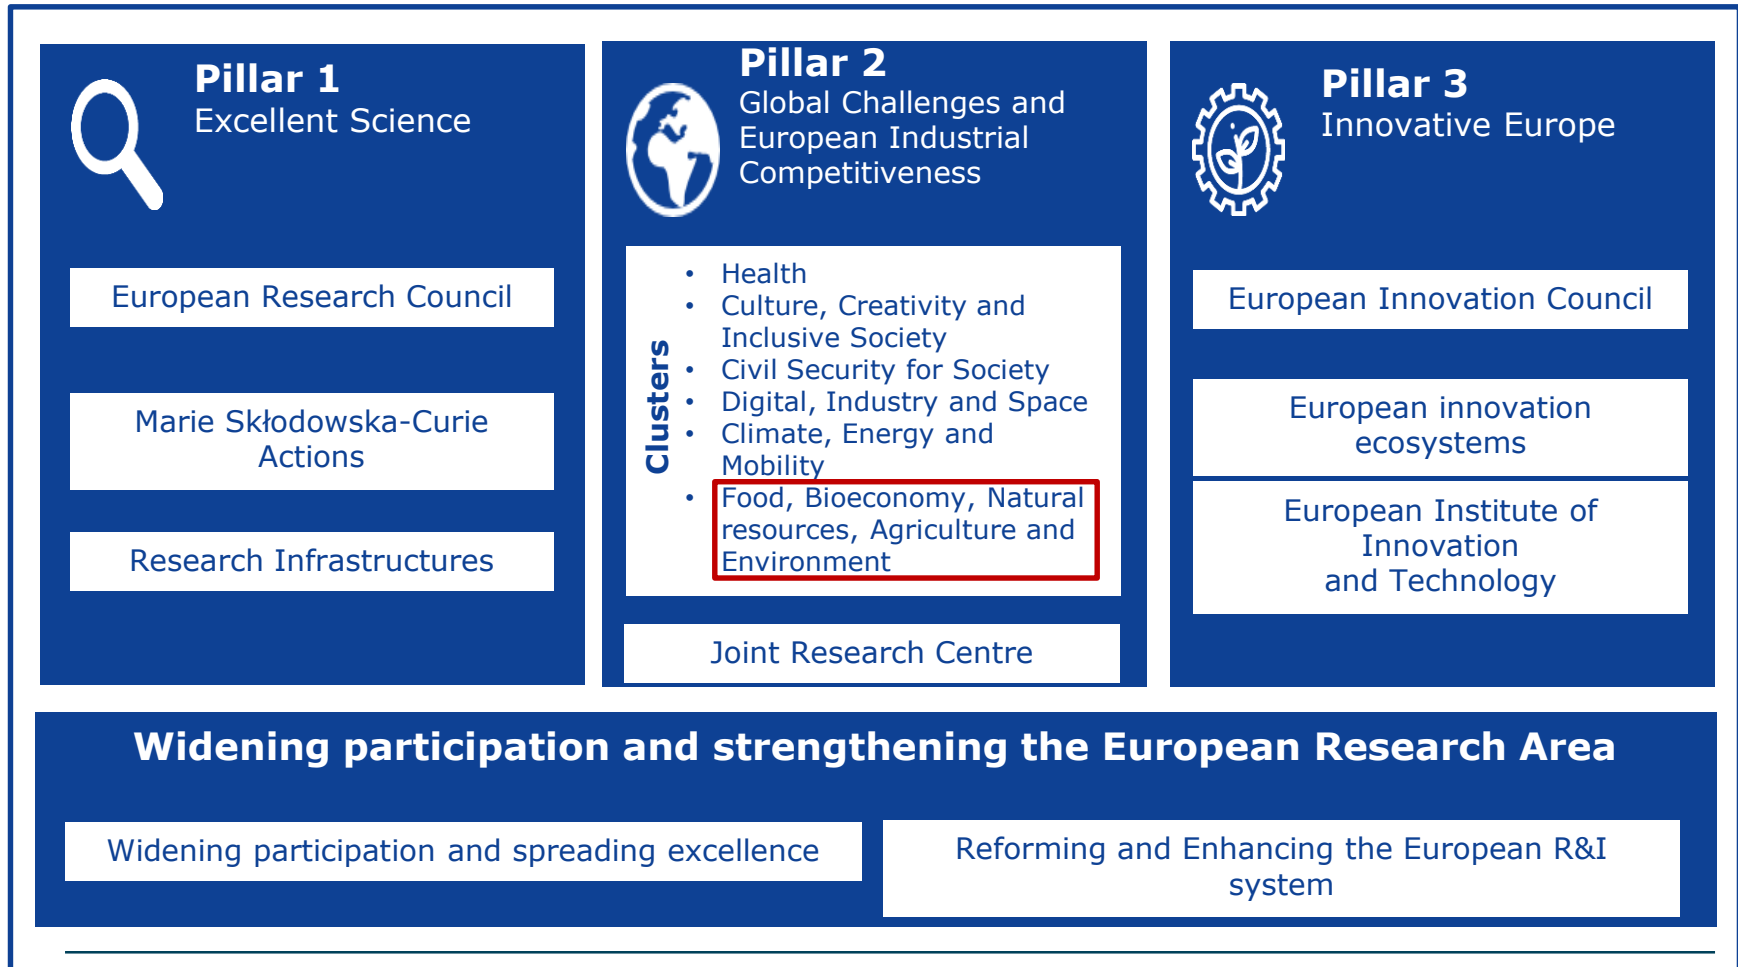 Pillar 1
Excellent Science
European Research Council
Marie Skłodowska-Curie
Actions
Research Infrastructures
Pillar 2
Global Challenges and
European Industrial
Competitiveness
Clusters
• Health
• Culture, Creativity and
Inclusive Society
• Civil Security for Society
• Digital, Industry and Space
• Climate, Energy and
Mobility
• Food, Bioeconomy, Natural
resources, Agriculture and
Environment
Joint Research Centre
Pillar 3
Innovative Europe
European Innovation Council
European innovation
ecosystems
European Institute of
Innovation
and Technology
Widening participation and strengthening the European Research Area
Widening participation and spreading excellence
Reforming and Enhancing the European R&I
system